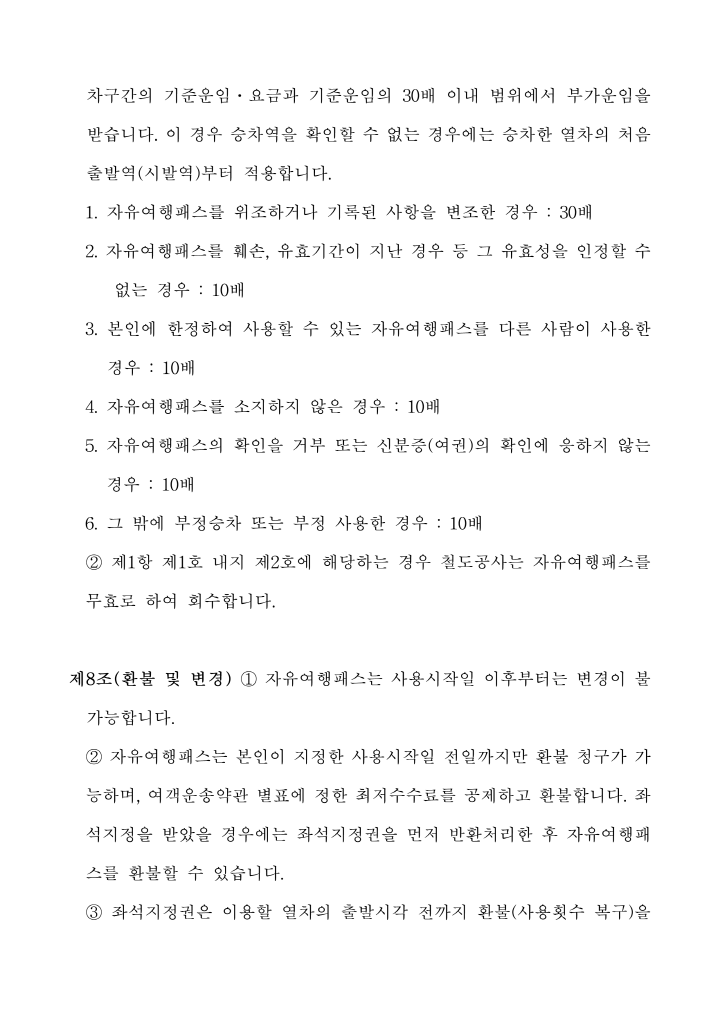 차구간의 기준운임·요금과 기준운임의 30배 이내 범위에서 부가운임을
받습니다. 이 경우 승차역을 확인할 수 없는 경우에는 승차한 열차의 처음
출발역(시발역)부터 적용합니다.
1. 자유여행패스를 위조하거나 기록된 사항을 변조한 경우 : 30배
2. 자유여행패스를 훼손, 유효기간이 지난 경우 등 그 유효성을 인정할 수
없는 경우 : 10배
3. 본인에 한정하여 사용할 수 있는 자유여행패스를 다른 사람이 사용한
경우 : 10배
4. 자유여행패스를 소지하지 않은 경우 : 10배
5. 자유여행패스의 확인을 거부 또는 신분증(여권)의 확인에 응하지 않는
경우 : 10배
6. 그 밖에 부정승차 또는 부정 사용한 경우 : 10배
② 제1항 제1호 내지 제2호에 해당하는 경우 철도공사는 자유여행패스를
무효로 하여 회수합니다.
제8조(환불 및 변경) ① 자유여행패스는 사용시작일 이후부터는 변경이 불
가능합니다.
② 자유여행패스는 본인이 지정한 사용시작일 전일까지만 환불 청구가 가
능하며, 여객운송약관 별표에 정한 최저수수료를 공제하고 환불합니다. 좌
석지정을 받았을 경우에는 좌석지정권을 먼저 반환처리한 후 자유여행패
스를 환불할 수 있습니다.
③ 좌석지정권은 이용할 열차의 출발시각 전까지 환불(사용횟수 복구)을